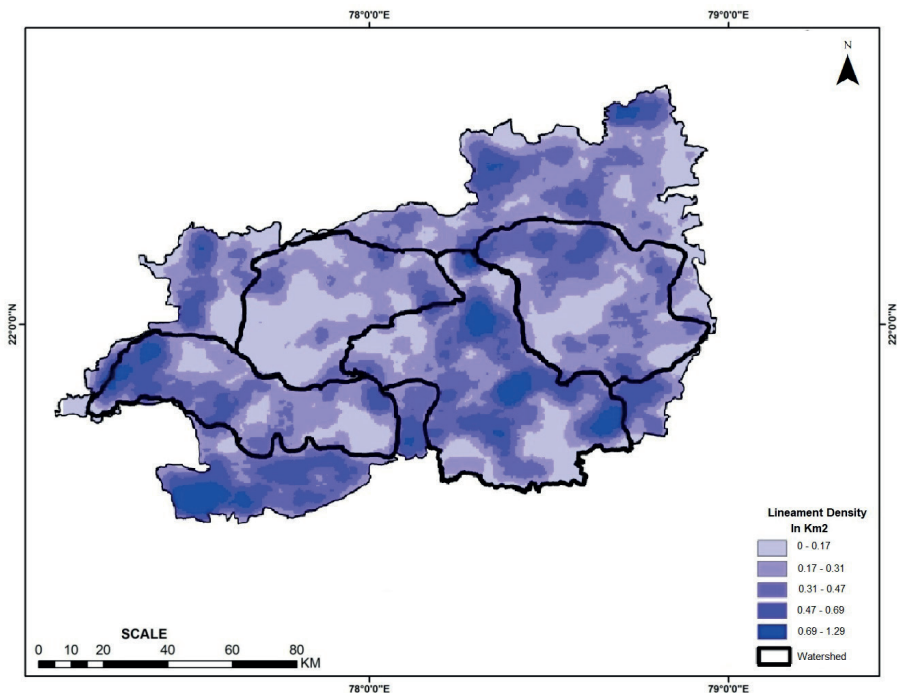 78°0'0"E 79°0'0"E
N
22°0'0"N 22°0'0"N
Lineament Density
In Km2
0 - 0.17
0.17 - 0.31
0.31 - 0.47
0.47 - 0.69
0.69 - 1.29
Watershed
SCALE
0 10 20 40 60 80
KM
78°0'0"E 79°0'0"E